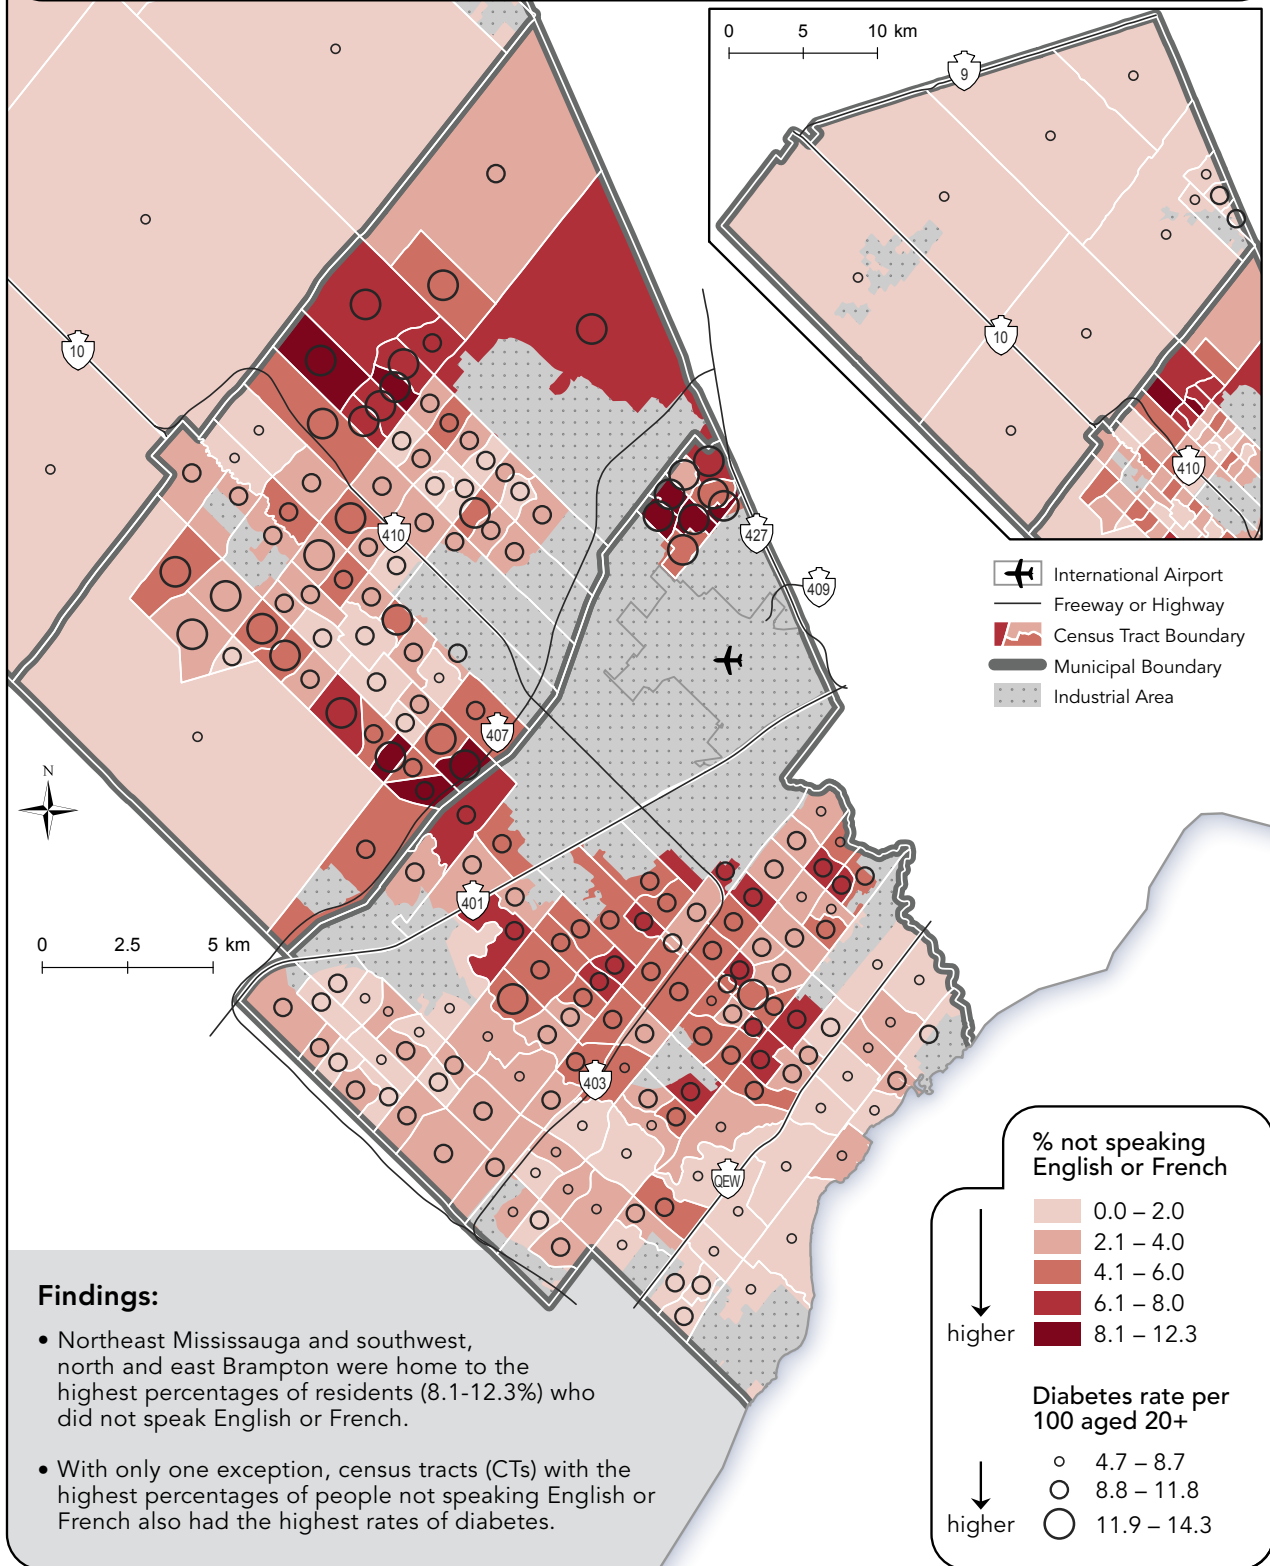 0 5 10 km
9
10
410
10
410
427
409
407
401
403
QEW
N
0 2.5 5 km
International Airport
Freeway or Highway
Census Tract Boundary
Municipal Boundary
Industrial Area
% not speaking
English or French
0.0 – 2.0
2.1 – 4.0
4.1 – 6.0
6.1 – 8.0
higher 8.1 – 12.3
Diabetes rate per
100 aged 20+
4.7 – 8.7
8.8 – 11.8
higher 11.9 – 14.3
Findings:
• Northeast Mississauga and southwest,
north and east Brampton were home to the
highest percentages of residents (8.1-12.3%) who
did not speak English or French.
• With only one exception, census tracts (CTs) with the
highest percentages of people not speaking English or
French also had the highest rates of diabetes.